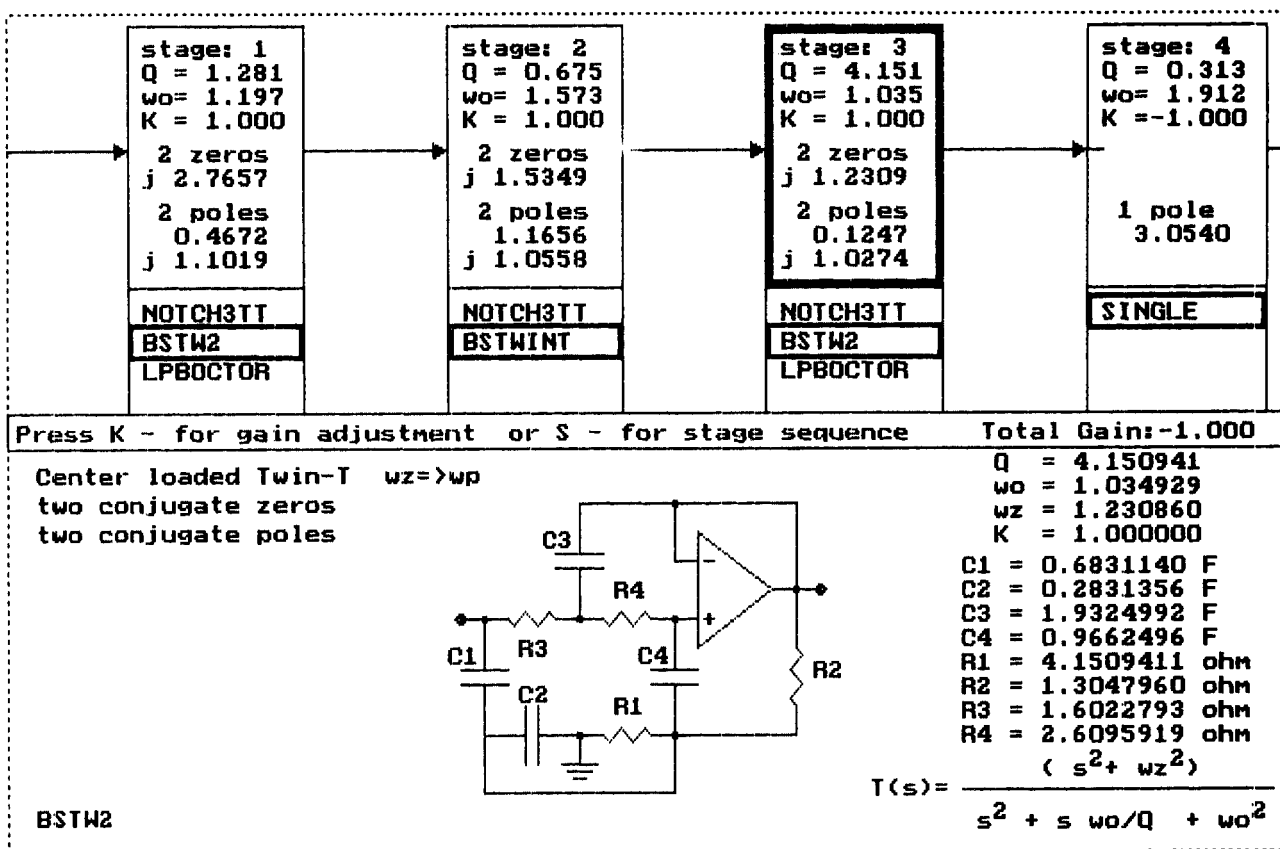 stage: 1
Q = 1.281
wo= 1.197
K = 1.000
2 zeros
j 2.7657
2 poles
0.4672
j 1.1019
NOTCH3TT
BSTW2
LPBOCTOR
stage: 2
Q = 0.675
wo= 1.573
K = 1.000
2 zeros
j 1.5349
2 poles
1.1656
j 1.0558
NOTCH3TT
BSTWINT
stage: 3
Q = 4.151
wo= 1.035
K = 1.000
2 zeros
j 1.2309
2 poles
0.1247
j 1.0274
NOTCH3TT
BSTW2
LPBOCTOR
stage: 4
Q = 0.313
wo= 1.912
K =-1.000
1 pole
3.0540
SINGLE
Press K - for gain adjustment or S - for stage sequence Total Gain:-1.000
Center loaded Twin-T wz=>wp
two conjugate zeros
two conjugate poles
C3
R4
- 
+
R3
C1
C4
R2
C2
R1
Q = 4.150941
wo = 1.034929
wz = 1.230860
K = 1.000000
C1 = 0.6831140 F
C2 = 0.2831356 F
C3 = 1.9324992 F
C4 = 0.9662496 F
R1 = 4.1509411 ohm
R2 = 1.3047960 ohm
R3 = 1.6022793 ohm
R4 = 2.6095919 ohm
( s²+ wz²)
T(s)=
s² + s wo/Q + wo²
BSTW2